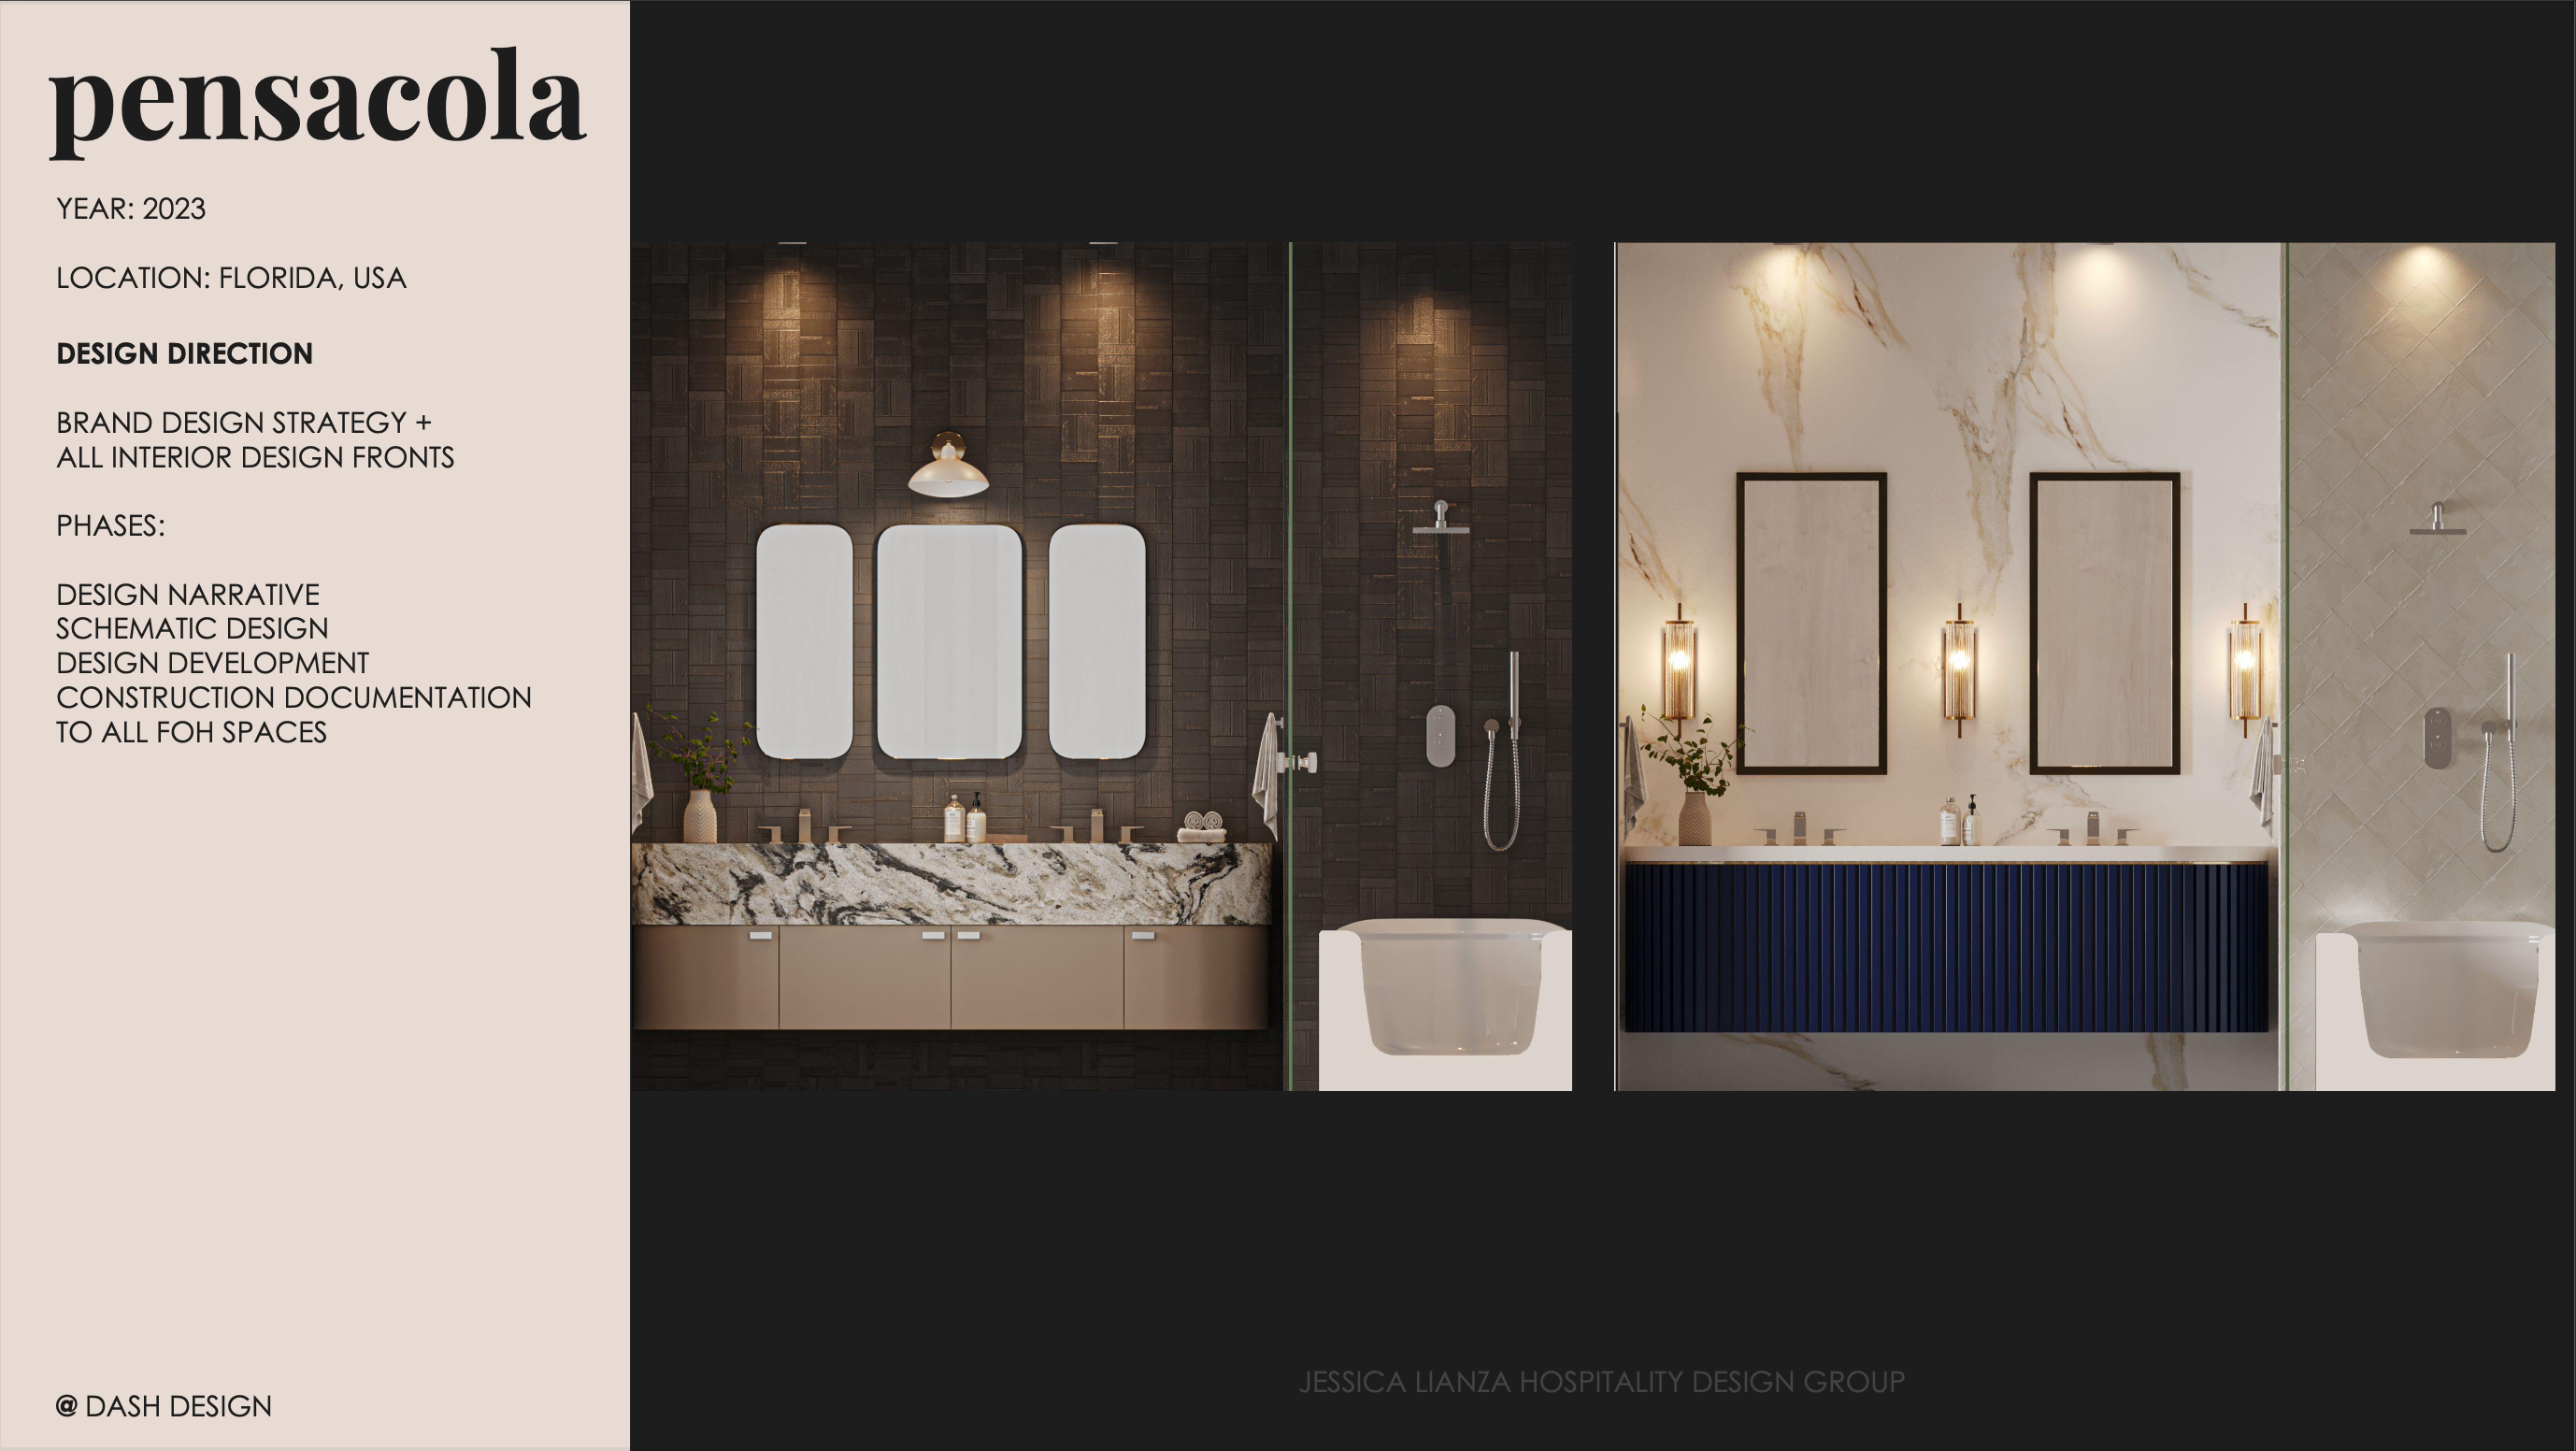 pensacola
YEAR: 2023
LOCATION: FLORIDA, USA
DESIGN DIRECTION
BRAND DESIGN STRATEGY +
ALL INTERIOR DESIGN FRONTS
PHASES:
DESIGN NARRATIVE
SCHEMATIC DESIGN
DESIGN DEVELOPMENT
CONSTRUCTION DOCUMENTATION
TO ALL FOH SPACES
@ DASH DESIGN
JESSICA LIANZA HOSPITALITY DESIGN GROUP